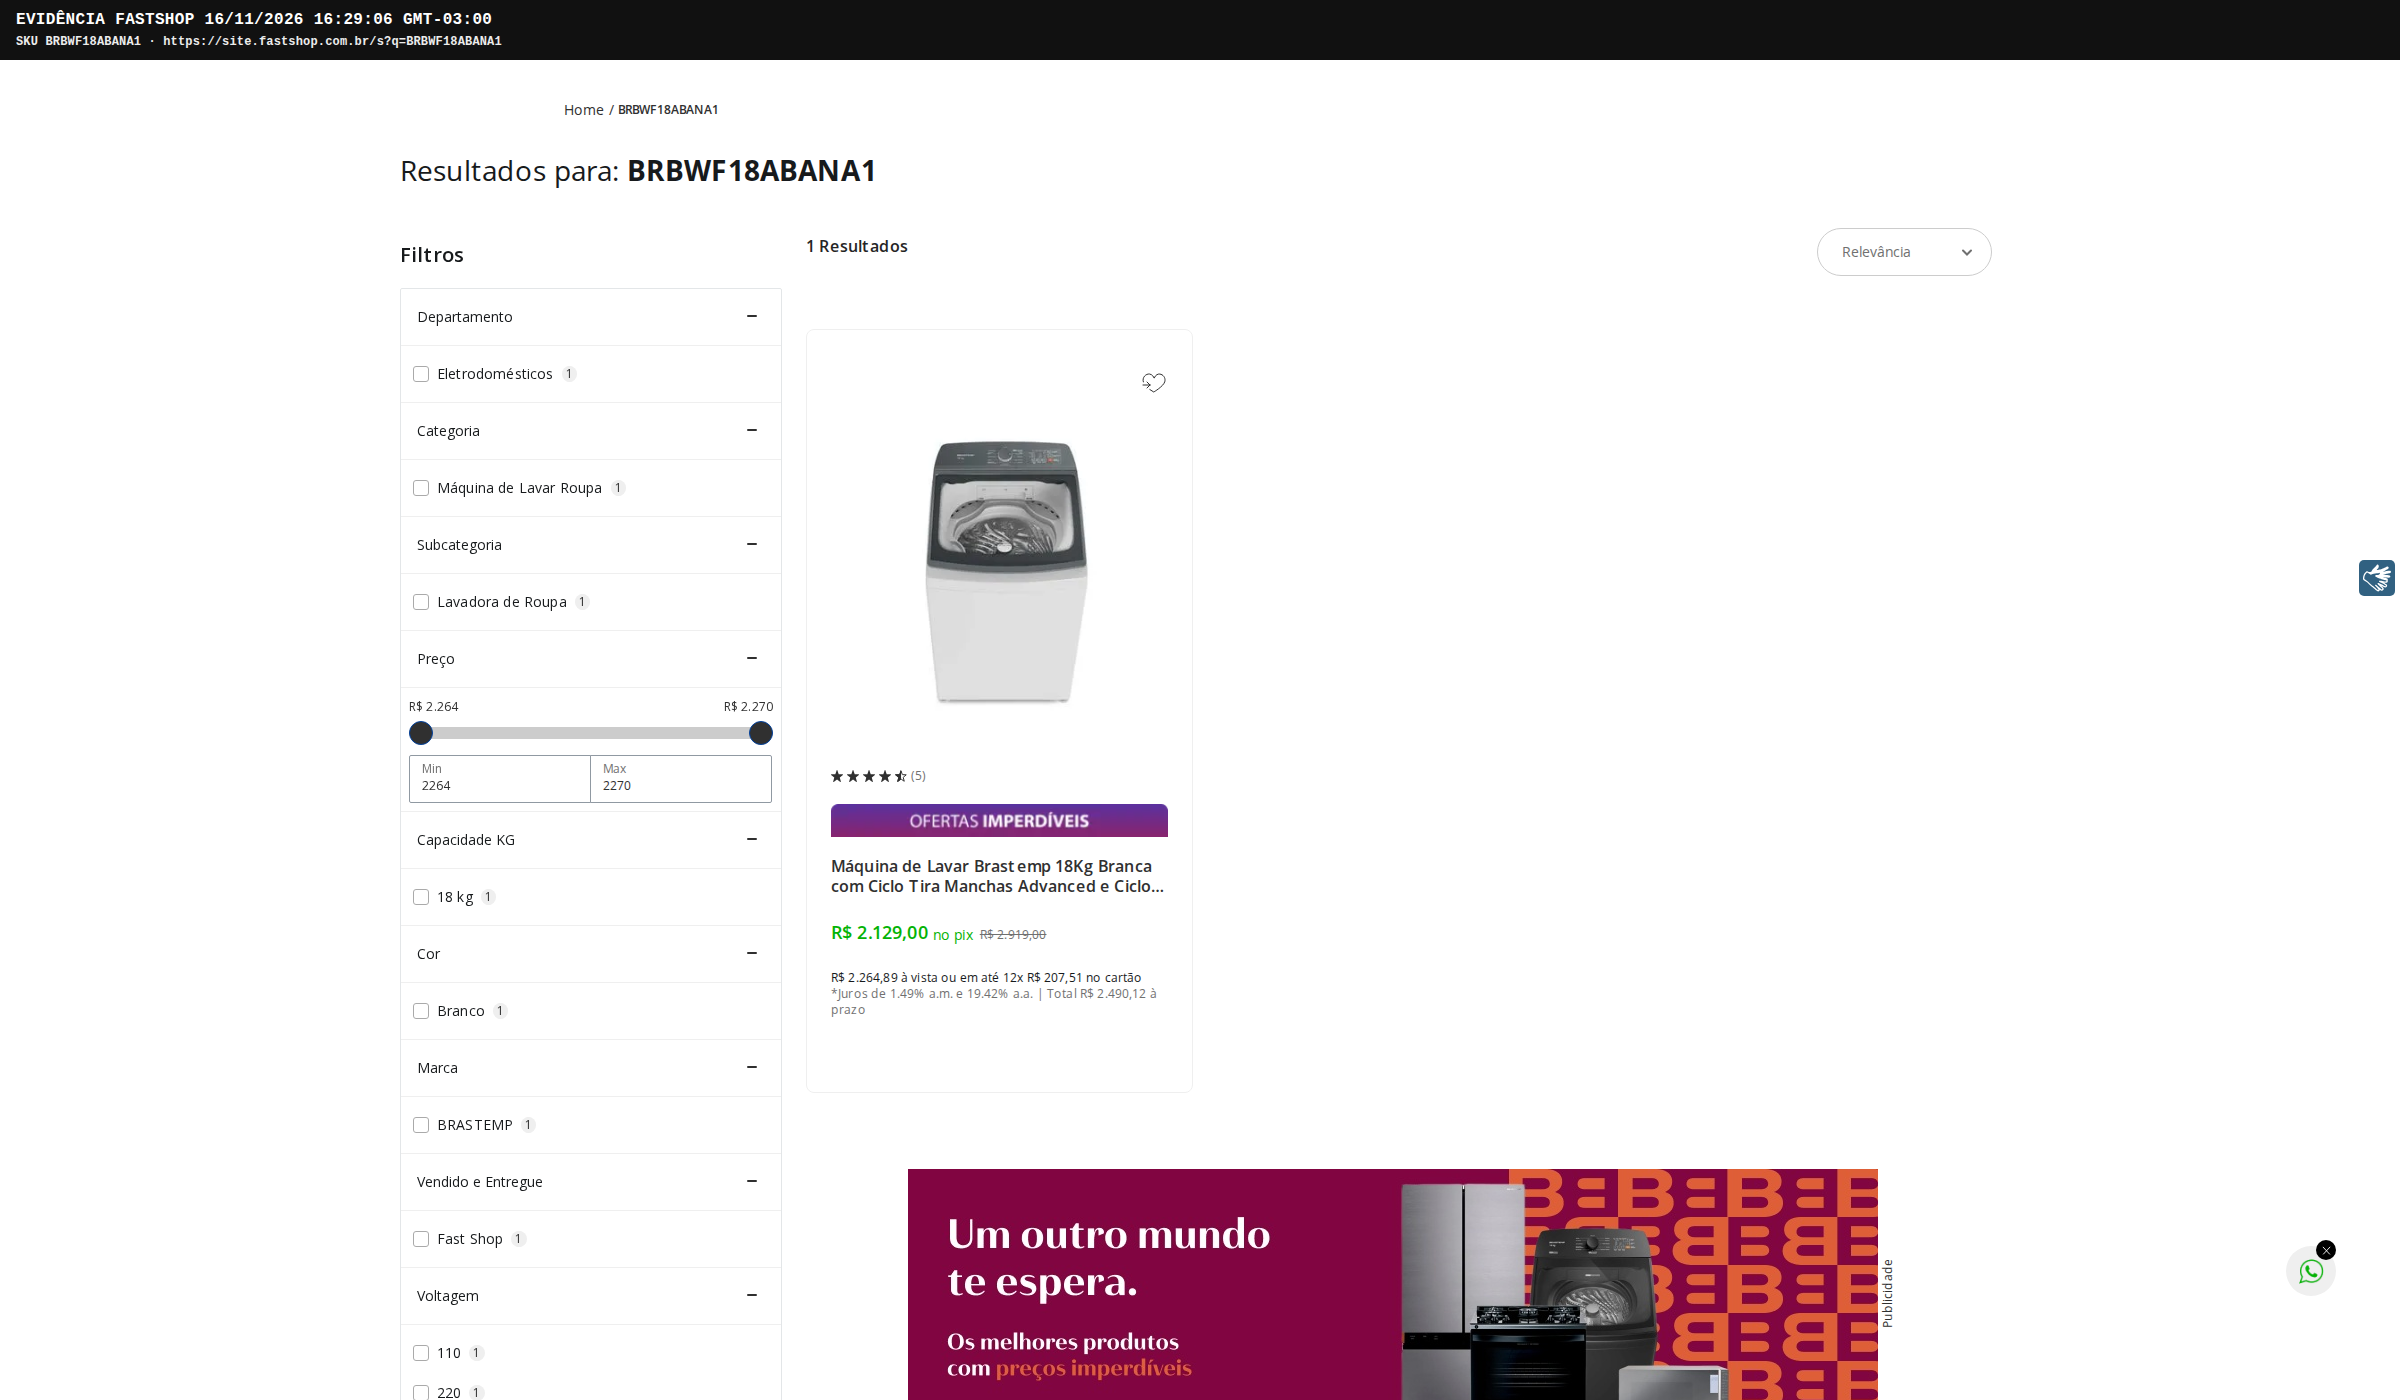 EVIDÊNCIA FASTSHOP 16/11/2026 16:29:06 GMT-03:00
SKU BRBWF18ABANA1 · https://site.fastshop.com.br/s?q=BRBWF18ABANA1
Home / BRBWF18ABANA1
Resultados para: BRBWF18ABANA1
Filtros
Departamento
Eletrodomésticos 1
Categoria
Máquina de Lavar Roupa 1
Subcategoria
Lavadora de Roupa 1
Preço
R$ 2.264 R$ 2.270
Min Max
2264 2270
Capacidade KG
18 kg 1
Cor
Branco 1
Marca
BRASTEMP 1
Vendido e Entregue
Fast Shop 1
Voltagem
110 1
220 1
1 Resultados
Relevância
(5)
OFERTAS IMPERDÍVEIS
Máquina de Lavar Brastemp 18Kg Branca
com Ciclo Tira Manchas Advanced e Ciclo...
R$ 2.129,00 no pix R$ 2.919,00
R$ 2.264,89 à vista ou em até 12x R$ 207,51 no cartão
*Juros de 1.49% a.m. e 19.42% a.a. | Total R$ 2.490,12 à
prazo
Um outro mundo
te espera.
Os melhores produtos
com preços imperdíveis
Publicidade